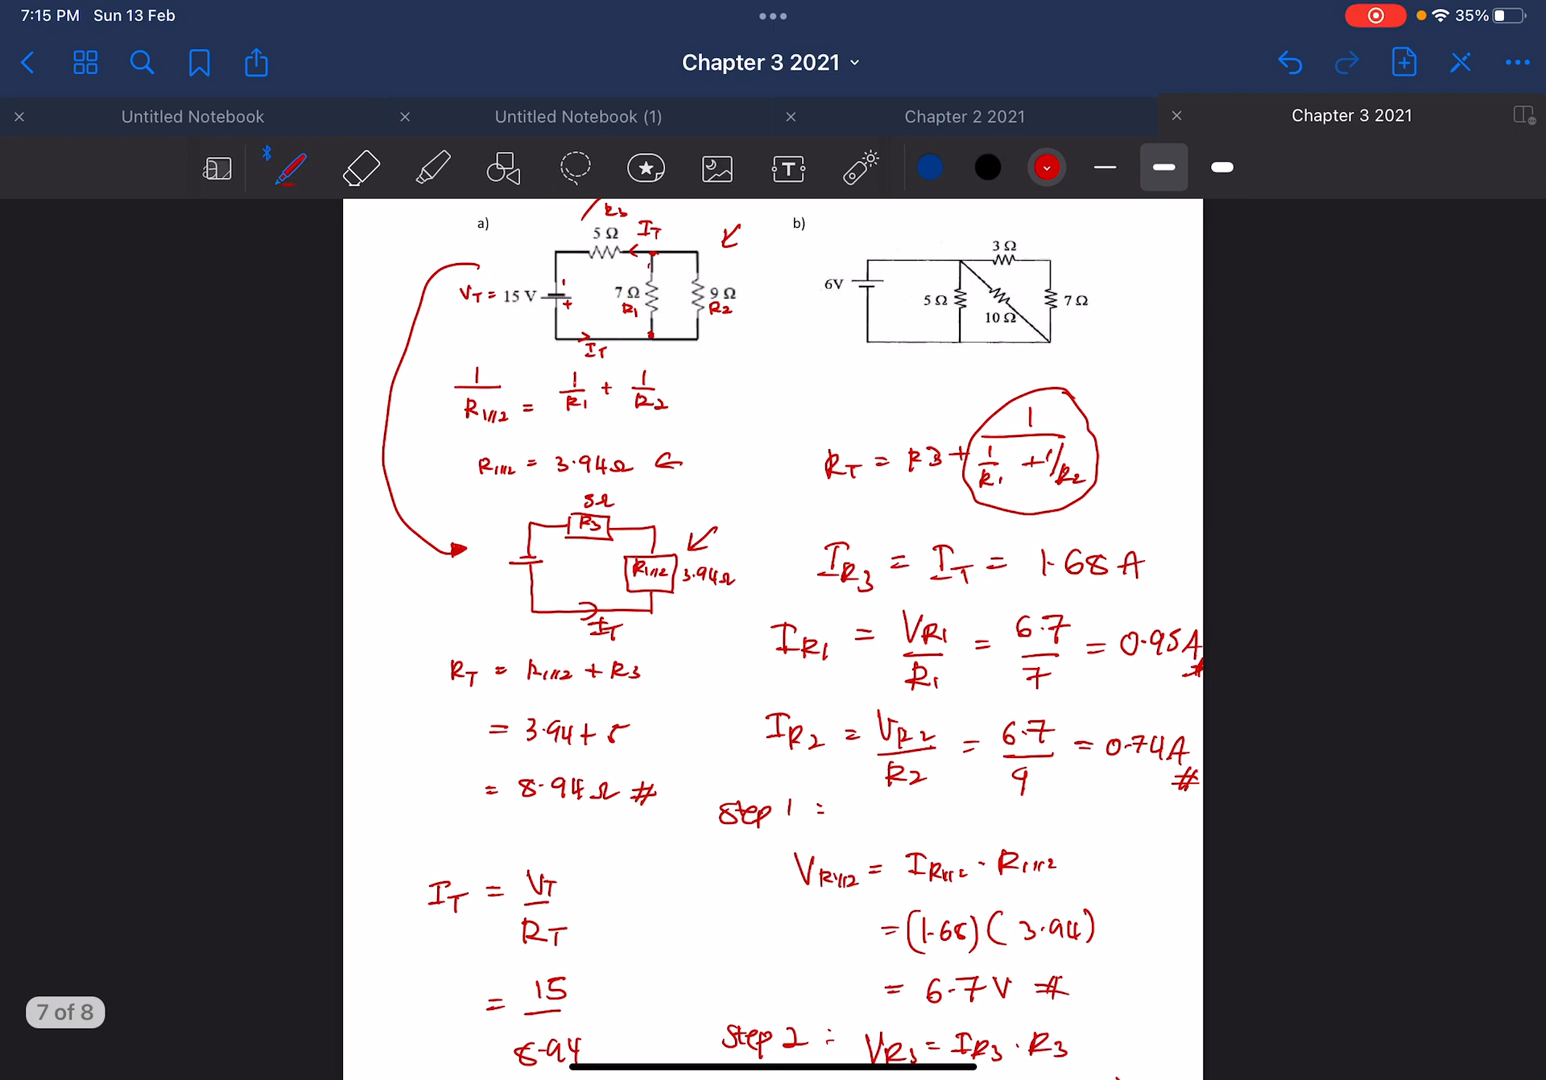 7:15 PM Sun 13 Feb
35%
Chapter 3 2021
Untitled Notebook
Untitled Notebook (1)
Chapter 2 2021
Chapter 3 2021
T
a)
R3
5 Ω
IT
VT = 15 V
+
7 Ω
R1
9 Ω
R2
IT
1/R1//2 = 1/R1 + 1/R2
R1//2 = 3.94Ω
5Ω
R3
R1//2
3.94Ω
IT
RT = R1//2 + R3
= 3.94 + 5
= 8.94 Ω #
IT = VT/RT
= 15/8.94
b)
3 Ω
6V
5 Ω
10 Ω
7 Ω
RT = R3 + 1/(1/R1 + 1/R2)
IR3 = IT = 1.68 A
IR1 = VR1/R1 = 6.7/7 = 0.95A #
IR2 = VR2/R2 = 6.7/9 = 0.74A #
Step 1 :
VR1//2 = IR1//2 · R1//2
= (1.68) (3.94)
= 6.7 V #
Step 2 : VR3 = IR3 · R3
7 of 8